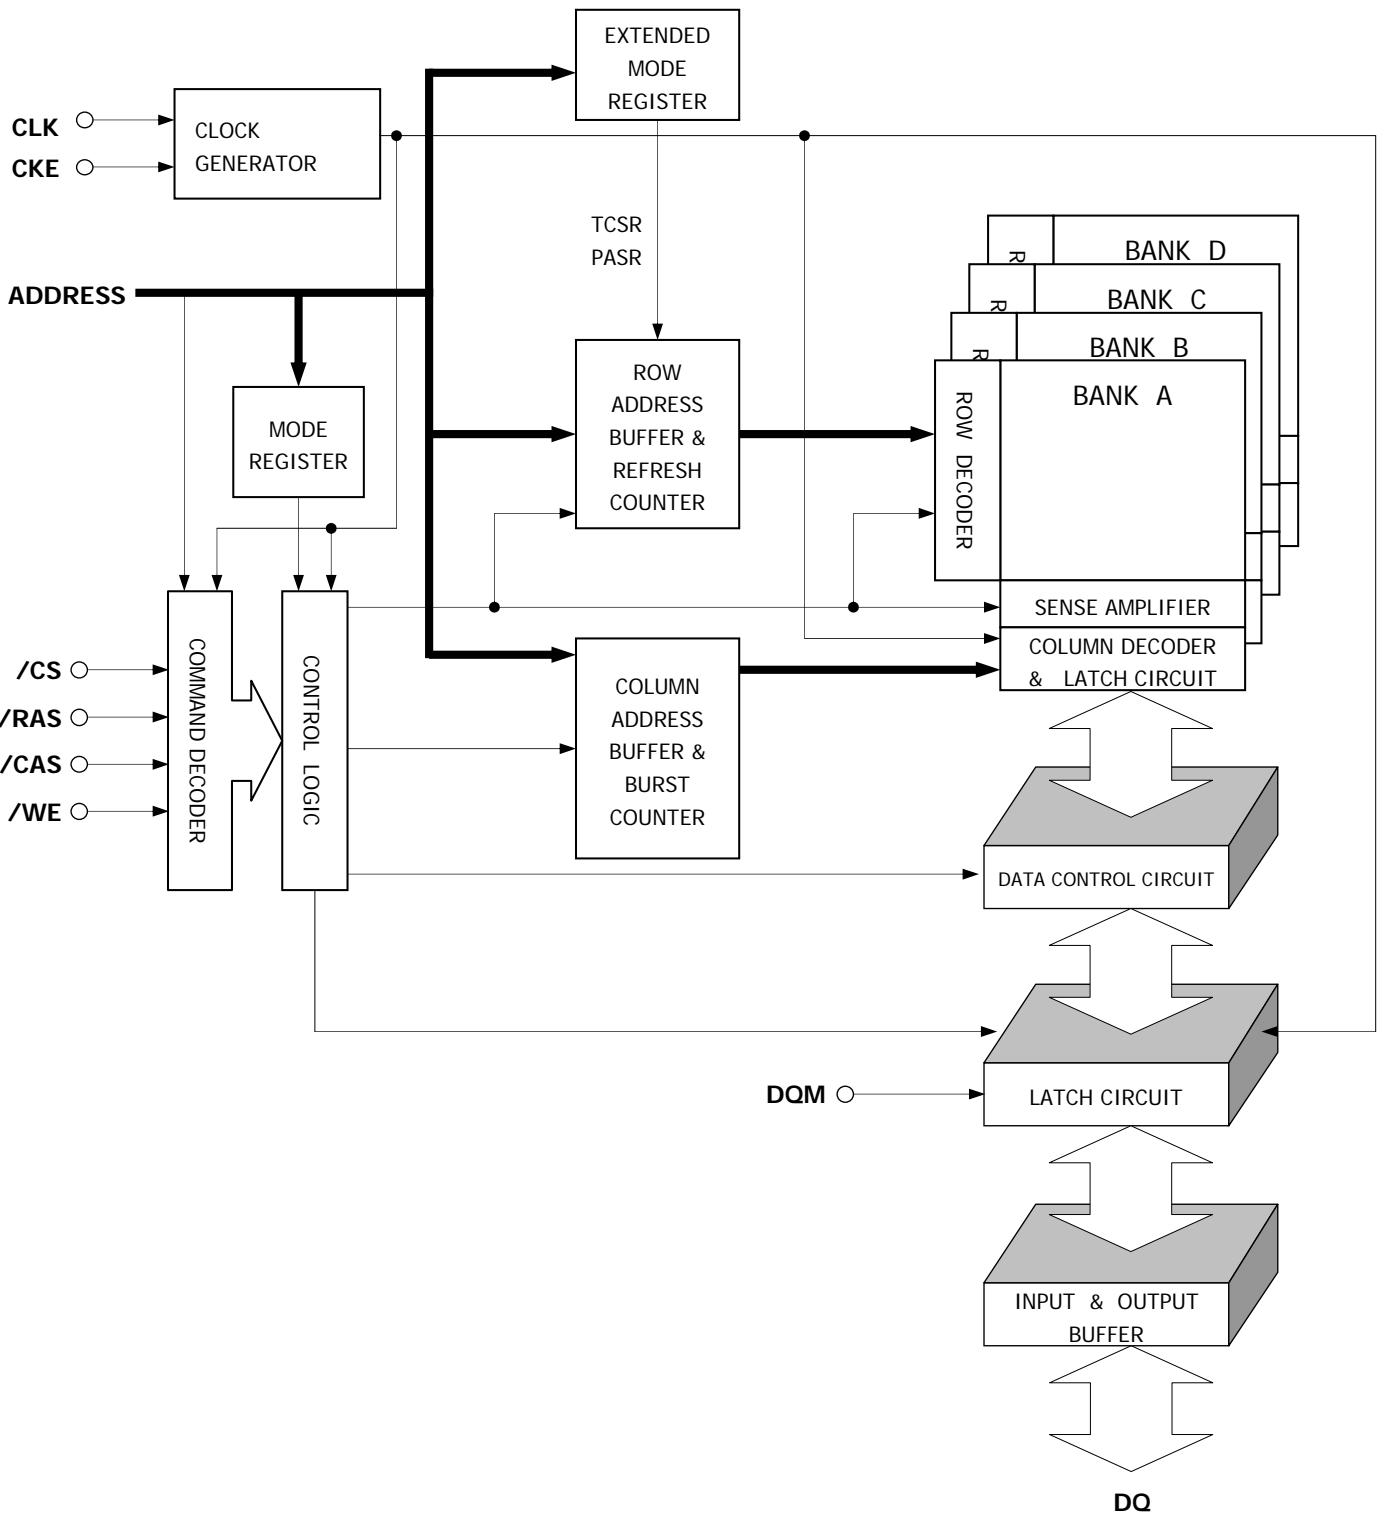 EXTENDED
MODE
REGISTER
CLK
CKE
CLOCK
GENERATOR
TCSR
PASR
ADDRESS
BANK D
R
BANK C
R
BANK B
R
BANK A
ROW DECODER
ROW
ADDRESS
BUFFER &
REFRESH
COUNTER
MODE
REGISTER
SENSE AMPLIFIER
COLUMN DECODER
& LATCH CIRCUIT
/CS
/RAS
/CAS
/WE
COMMAND DECODER
CONTROL LOGIC
COLUMN
ADDRESS
BUFFER &
BURST
COUNTER
DATA CONTROL CIRCUIT
DQM
LATCH CIRCUIT
INPUT & OUTPUT
BUFFER
DQ